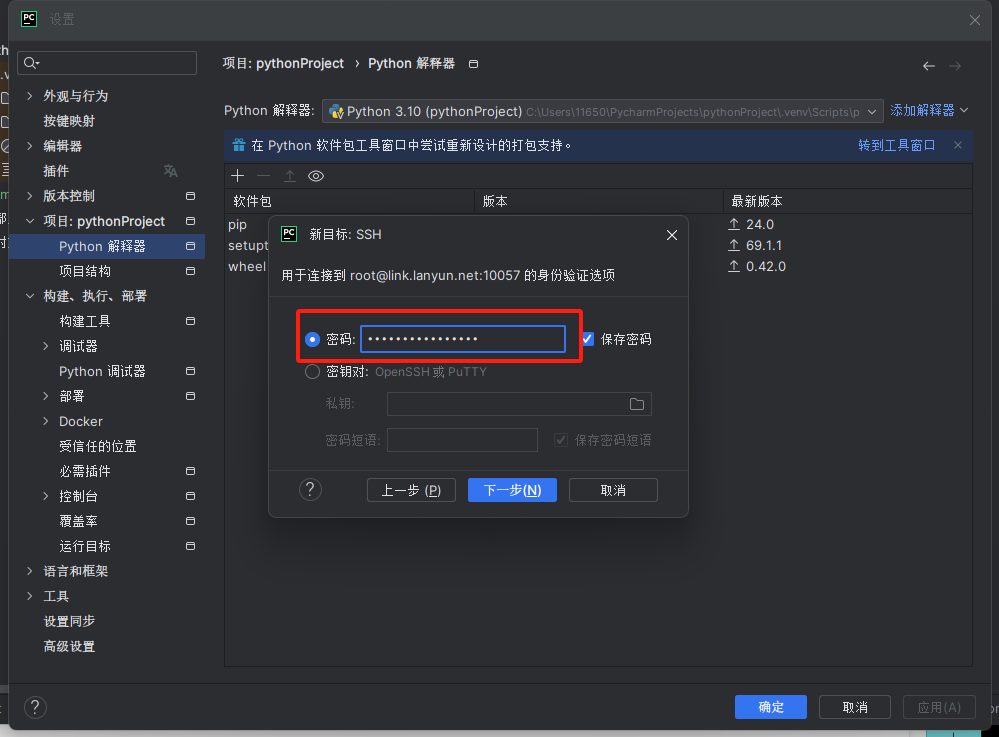 PC 设置
项目: pythonProject › Python 解释器
外观与行为
按键映射
编辑器
插件
版本控制
项目: pythonProject
Python 解释器
项目结构
构建、执行、部署
构建工具
调试器
Python 调试器
部署
Docker
受信任的位置
必需插件
控制台
覆盖率
运行目标
语言和框架
工具
设置同步
高级设置
Python 解释器: Python 3.10 (pythonProject) C:\Users\11650\PycharmProjects\pythonProject\.venv\Scripts\p 添加解释器
在 Python 软件包工具窗口中尝试重新设计的打包支持。 转到工具窗口
软件包 版本 最新版本
pip 24.0
setupt 69.1.1
wheel 0.42.0
PC 新目标: SSH
用于连接到 root@link.lanyun.net:10057 的身份验证选项
密码: •••••••••••••••• 保存密码
密钥对: OpenSSH 或 PuTTY
私钥:
密码短语: 保存密码短语
? 上一步 (P) 下一步(N) 取消
? 确定 取消 应用(A)